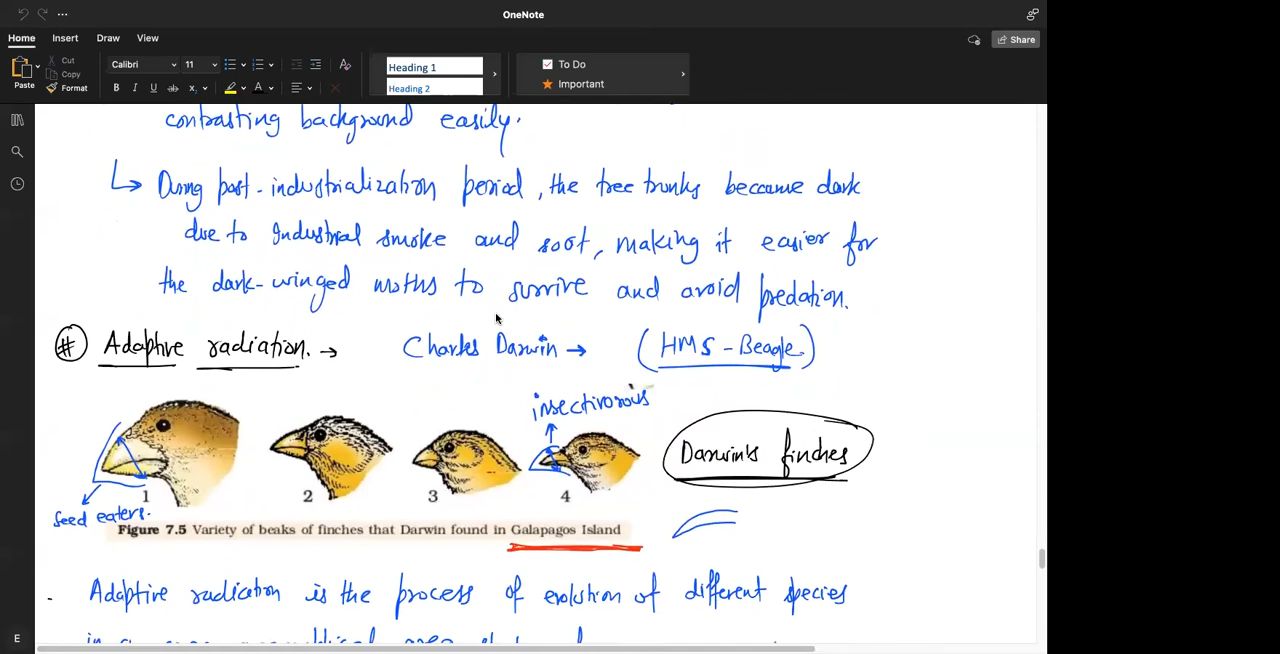 OneNote
Home Insert Draw View
Share
Paste
Cut
Copy
Format
Calibri 11
B I U ab x A
Heading 1
Heading 2
To Do
Important
contrasting background easily.
During post-industrialization period, the tree trunks became dark
due to Industrial smoke and soot, making it easier for
the dark-winged moths to survive and avoid predation.
# Adaptive radiation. → Charles Darwin → (HMS-Beagle)
insectivorous
Darwin's finches
1 2 3 4
seed eaters.
Figure 7.5 Variety of beaks of finches that Darwin found in Galapagos Island
Adaptive radiation is the process of evolution of different species
E